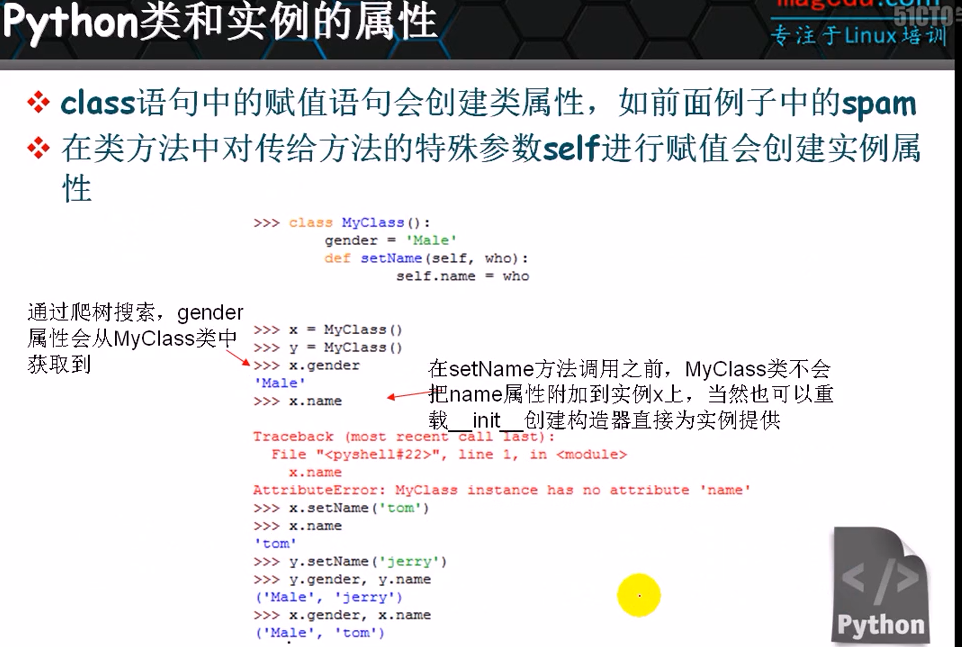 Python类和实例的属性
magedu.com
51CTO
专注于Linux培训
class语句中的赋值语句会创建类属性，如前面例子中的spam
在类方法中对传给方法的特殊参数self进行赋值会创建实例属
性
>>> class MyClass():
gender = 'Male'
def setName(self, who):
self.name = who
通过爬树搜索，gender
属性会从MyClass类中
获取到
>>> x = MyClass()
>>> y = MyClass()
>>> x.gender
'Male'
>>> x.name
在setName方法调用之前，MyClass类不会
把name属性附加到实例x上，当然也可以重
载__init__创建构造器直接为实例提供
Traceback (most recent call last):
File "<pyshell#22>", line 1, in <module>
x.name
AttributeError: MyClass instance has no attribute 'name'
>>> x.setName('tom')
>>> x.name
'tom'
>>> y.setName('jerry')
>>> y.gender, y.name
('Male', 'jerry')
>>> x.gender, x.name
('Male', 'tom')
</>
Python